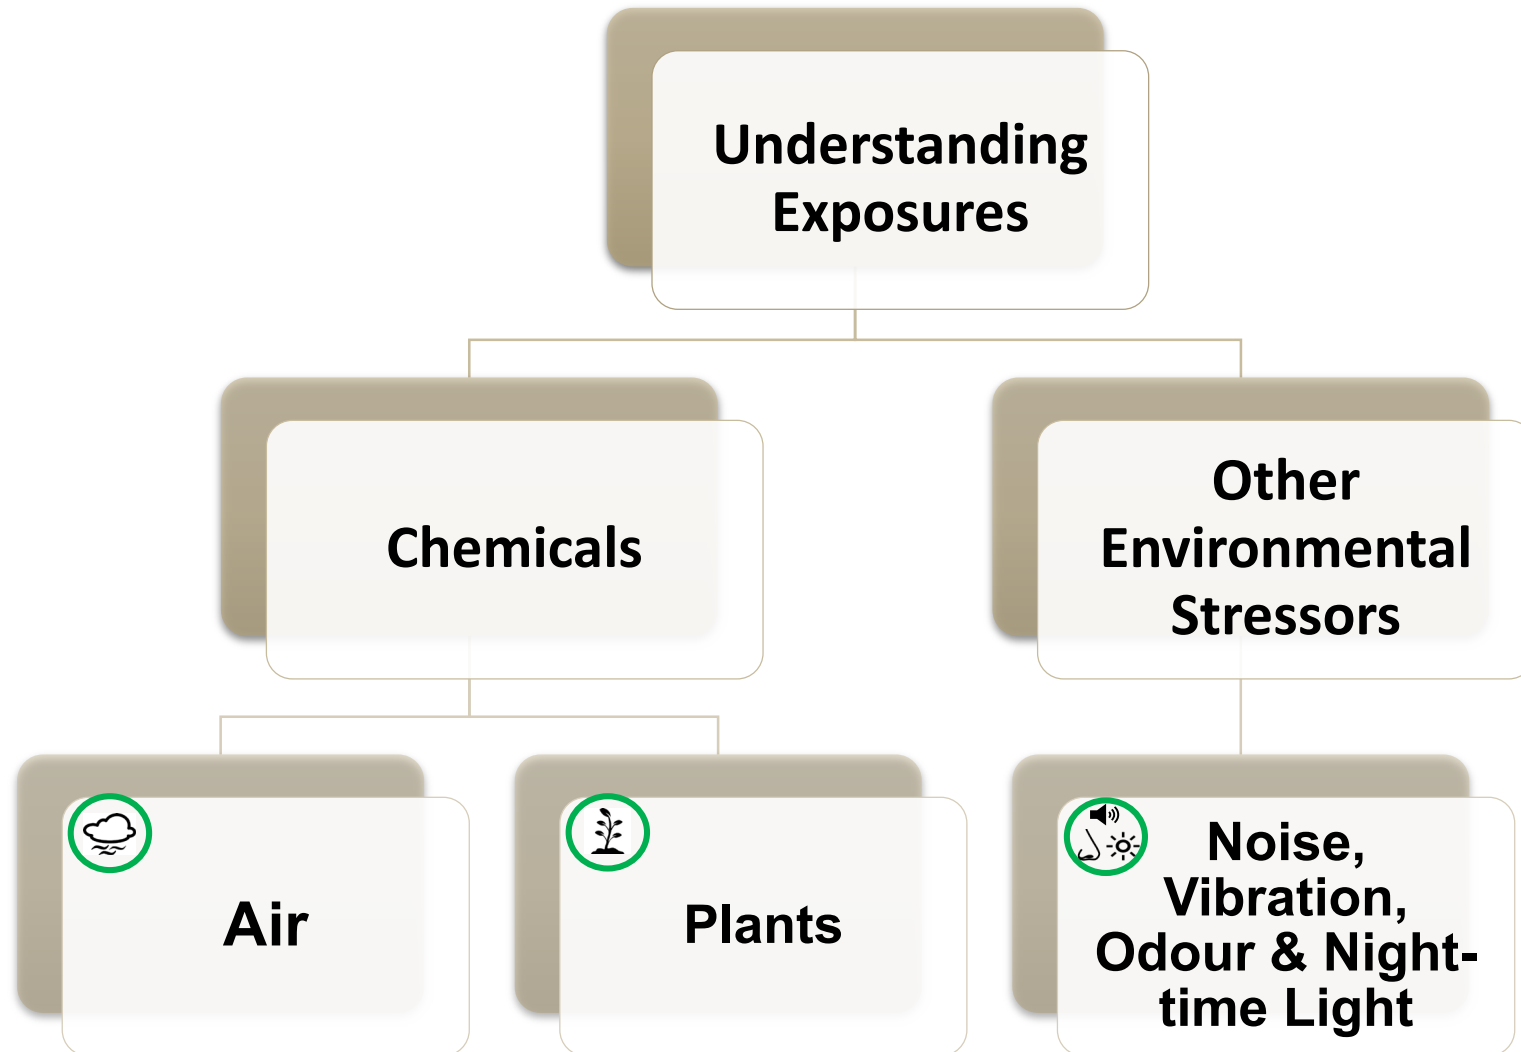 Understanding
Exposures
Chemicals
Other
Environmental
Stressors
Air
Plants
Noise,
Vibration,
Odour & Night-
time Light